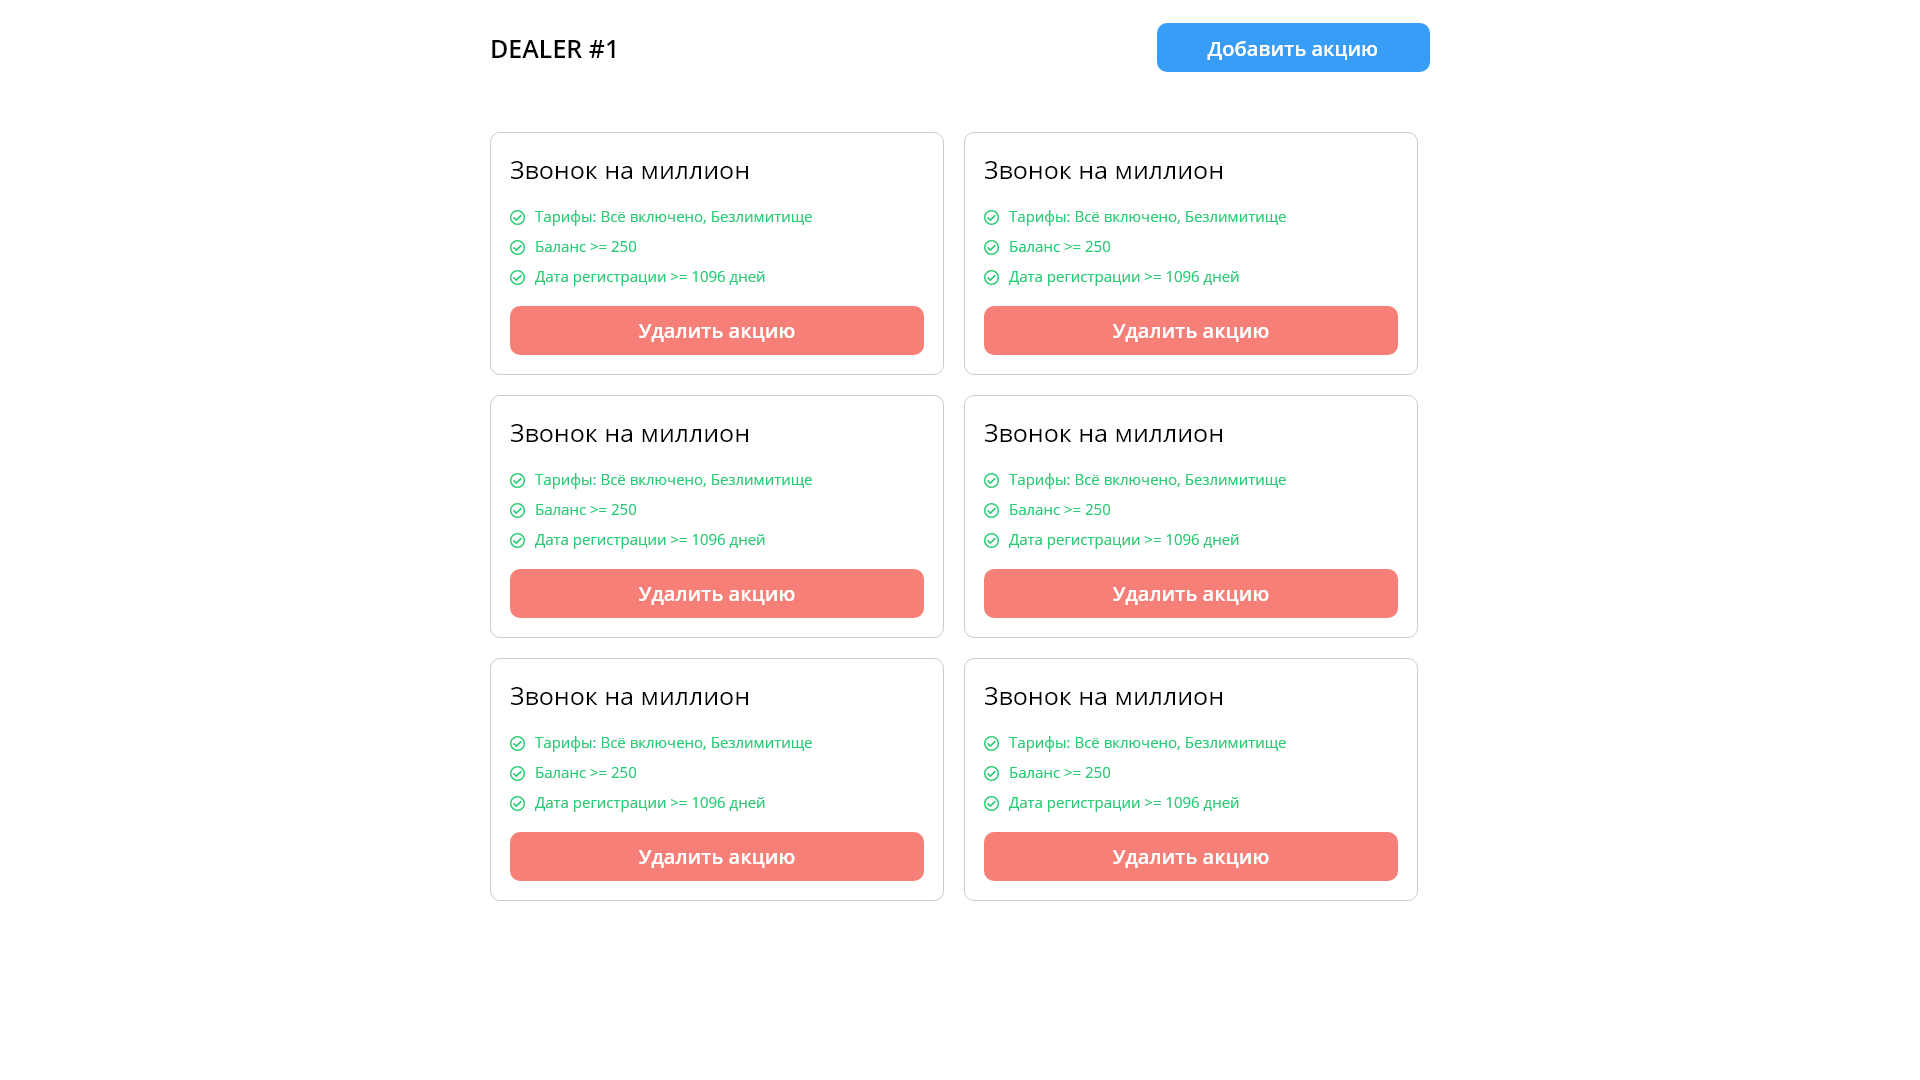 DEALER #1
Добавить акцию
Звонок на миллион
Тарифы: Всё включено, Безлимитище
Баланс >= 250
Дата регистрации >= 1096 дней
Удалить акцию
Звонок на миллион
Тарифы: Всё включено, Безлимитище
Баланс >= 250
Дата регистрации >= 1096 дней
Удалить акцию
Звонок на миллион
Тарифы: Всё включено, Безлимитище
Баланс >= 250
Дата регистрации >= 1096 дней
Удалить акцию
Звонок на миллион
Тарифы: Всё включено, Безлимитище
Баланс >= 250
Дата регистрации >= 1096 дней
Удалить акцию
Звонок на миллион
Тарифы: Всё включено, Безлимитище
Баланс >= 250
Дата регистрации >= 1096 дней
Удалить акцию
Звонок на миллион
Тарифы: Всё включено, Безлимитище
Баланс >= 250
Дата регистрации >= 1096 дней
Удалить акцию